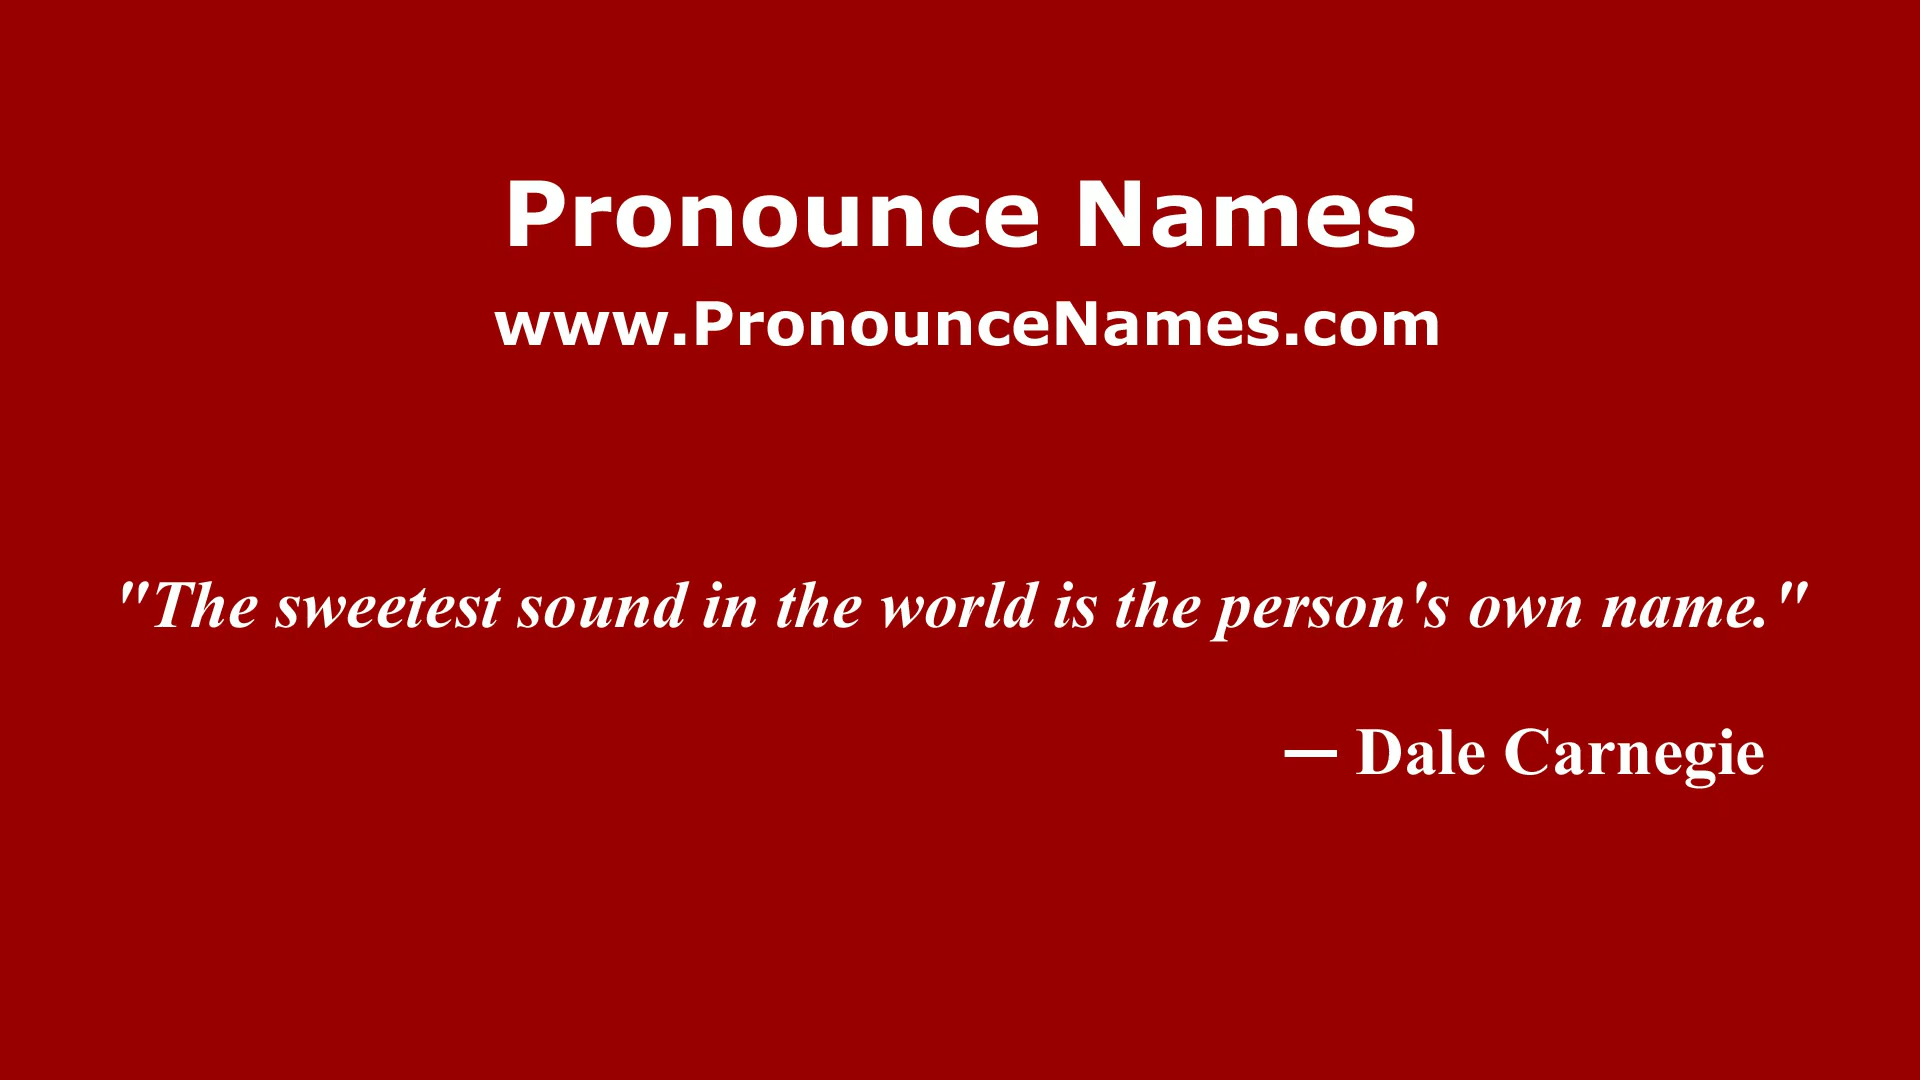 Pronounce Names
www.PronounceNames.com
"The sweetest sound in the world is the person's own name."
— Dale Carnegie